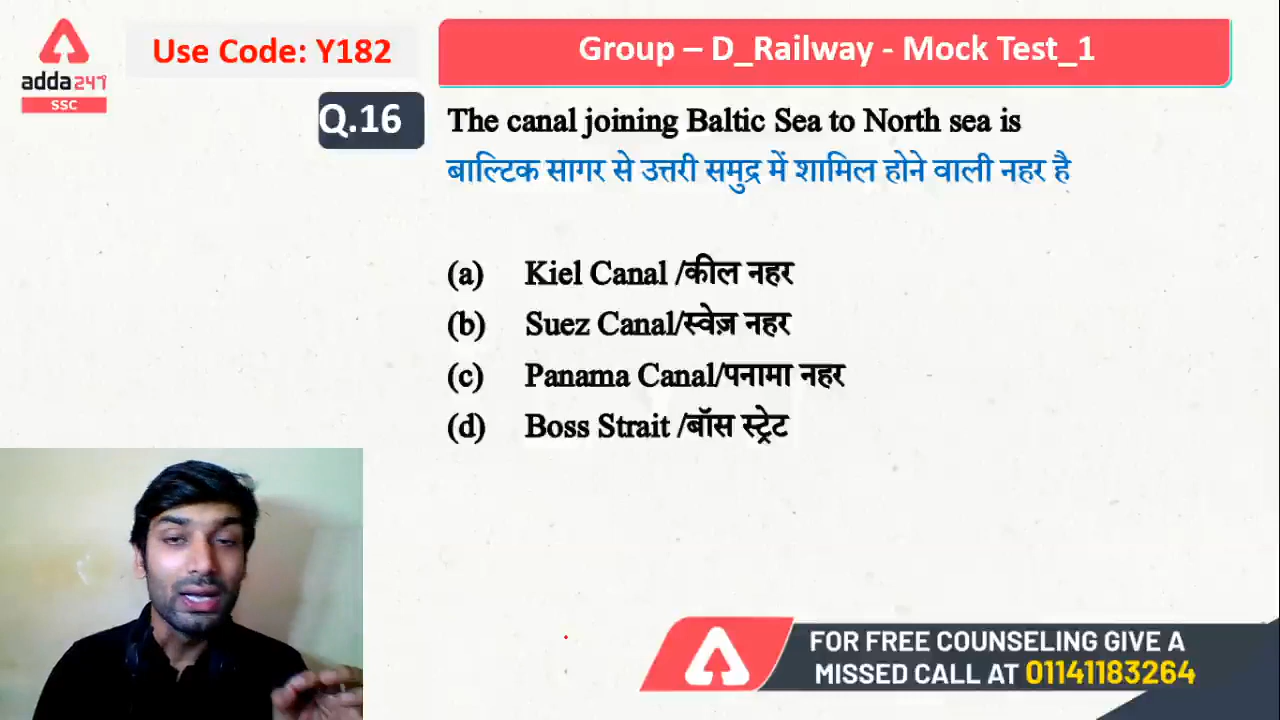 adda247
SSC
Use Code: Y182
Group – D_Railway - Mock Test_1
Q.16
The canal joining Baltic Sea to North sea is
बाल्टिक सागर से उत्तरी समुद्र में शामिल होने वाली नहर है
(a) Kiel Canal /कील नहर
(b) Suez Canal/स्वेज़ नहर
(c) Panama Canal/पनामा नहर
(d) Boss Strait /बॉस स्ट्रेट
FOR FREE COUNSELING GIVE A
MISSED CALL AT 01141183264